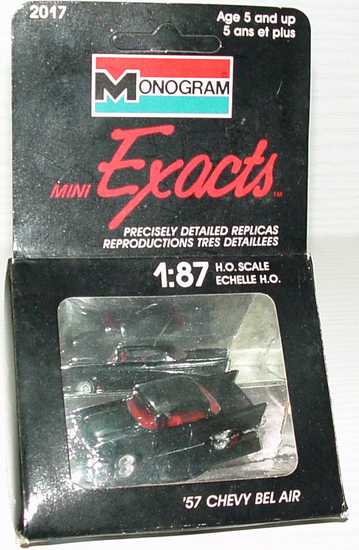 2017
Age 5 and up
5 ans et plus
MONOGRAM
MINI Exacts™
PRECISELY DETAILED REPLICAS
REPRODUCTIONS TRES DETAILLEES
1:87 H.O. SCALE
ECHELLE H.O.
'57 CHEVY BEL AIR